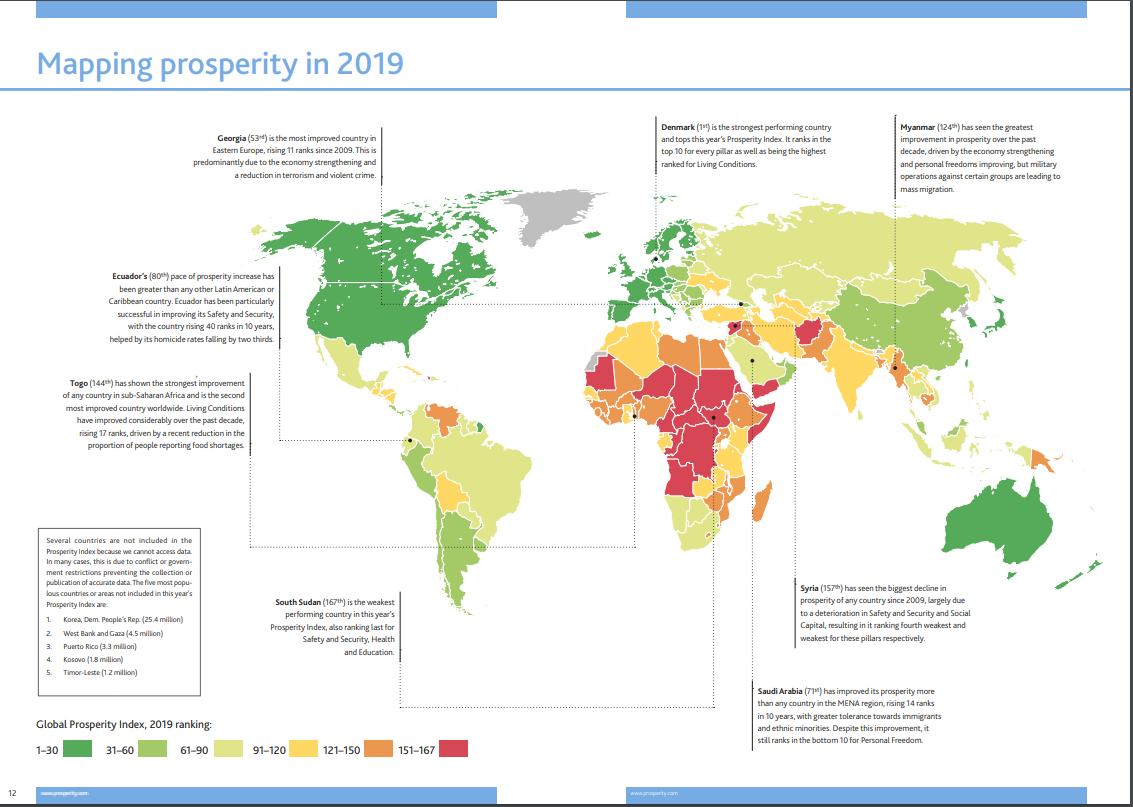 Mapping prosperity in 2019
Georgia (53rd) is the most improved country in
Eastern Europe, rising 11 ranks since 2009. This is
predominantly due to the economy strengthening and
a reduction in terrorism and violent crime.
Denmark (1st) is the strongest performing country
and tops this year's Prosperity Index. It ranks in the
top 10 for every pillar as well as being the highest
ranked for Living Conditions.
Myanmar (124th) has seen the greatest
improvement in prosperity over the past
decade, driven by the economy strengthening
and personal freedoms improving, but military
operations against certain groups are leading to
mass migration.
Ecuador's (80th) pace of prosperity increase has
been greater than any other Latin American or
Caribbean country. Ecuador has been particularly
successful in improving its Safety and Security,
with the country rising 40 ranks in 10 years,
helped by its homicide rates falling by two thirds.
Togo (144th) has shown the strongest improvement
of any country in sub-Saharan Africa and is the second
most improved country worldwide. Living Conditions
have improved considerably over the past decade,
rising 17 ranks, driven by a recent reduction in the
proportion of people reporting food shortages.
Several countries are not included in the
Prosperity Index because we cannot access data.
In many cases, this is due to conflict or govern-
ment restrictions preventing the collection or
publication of accurate data. The five most popu-
lous countries or areas not included in this year's
Prosperity Index are:
1. Korea, Dem. People's Rep. (25.4 million)
2. West Bank and Gaza (4.5 million)
3. Puerto Rico (3.3 million)
4. Kosovo (1.8 million)
5. Timor-Leste (1.2 million)
South Sudan (167th) is the weakest
performing country in this year's
Prosperity Index, also ranking last for
Safety and Security, Health
and Education.
Syria (157th) has seen the biggest decline in
prosperity of any country since 2009, largely due
to a deterioration in Safety and Security and Social
Capital, resulting in it ranking fourth weakest and
weakest for these pillars respectively.
Saudi Arabia (71st) has improved its prosperity more
than any country in the MENA region, rising 14 ranks
in 10 years, with greater tolerance towards immigrants
and ethnic minorities. Despite this improvement, it
still ranks in the bottom 10 for Personal Freedom.
Global Prosperity Index, 2019 ranking:
1–30 31–60 61–90 91–120 121–150 151–167
12 www.prosperity.com www.prosperity.com